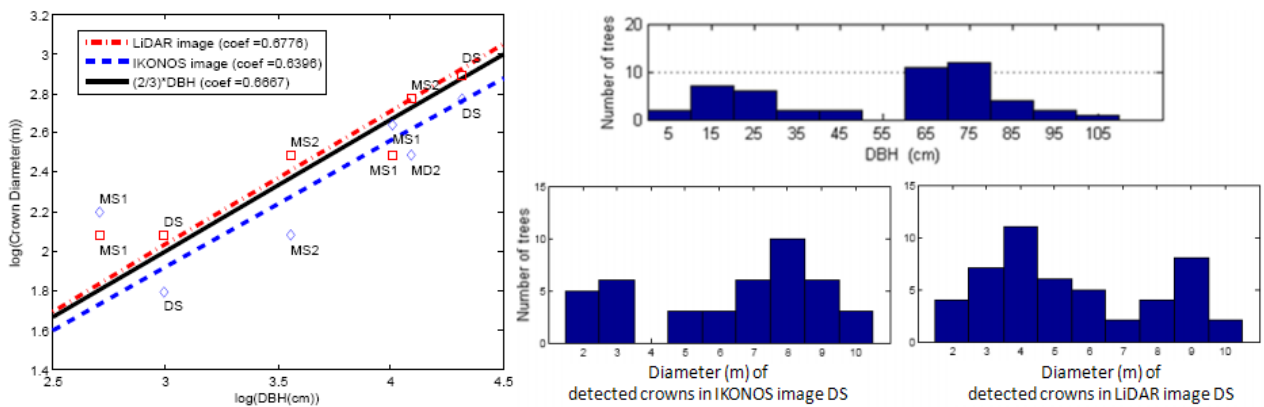 3.2
3
2.8
2.6
2.4
2.2
2
1.8
1.6
1.4
log(Crown Diameter(m))
LiDAR image (coef =0.6776)
IKONOS image (coef =0.6396)
(2/3)*DBH (coef =0.6667)
DS
MS2
DS
MS2
MS1
MS1
MD2
MS1
DS
MS1
MS2
DS
2.5 3 3.5 4 4.5
log(DBH(cm))
20
10
0
Number of trees
5 15 25 35 45 55 65 75 85 95 105
DBH (cm)
15
10
5
0
Number of trees
2 3 4 5 6 7 8 9 10
Diameter (m) of
detected crowns in IKONOS image DS
15
10
5
0
2 3 4 5 6 7 8 9 10
Diameter (m) of
detected crowns in LiDAR image DS